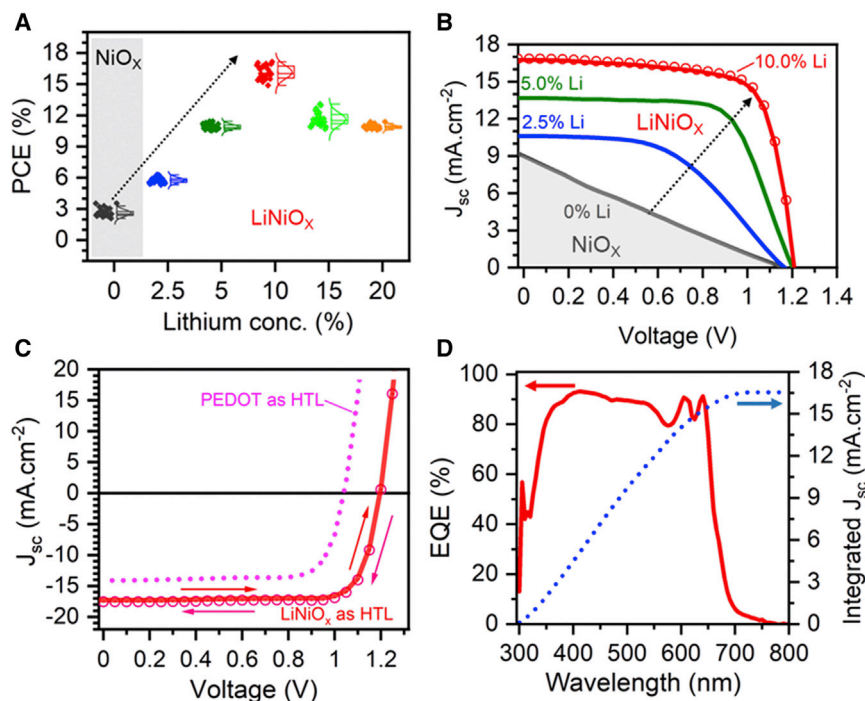 A
PCE (%)
18
15
12
9
6
3
0
NiOX
LiNiOX
0 2.5 5 10 15 20
Lithium conc. (%)
B
Jsc (mA.cm-2)
18
15
12
9
6
3
0
10.0% Li
5.0% Li
LiNiOX
2.5% Li
0% Li
NiOX
0 0.2 0.4 0.6 0.8 1 1.2 1.4
Voltage (V)
C
Jsc (mA.cm-2)
20
15
10
5
0
-5
-10
-15
-20
PEDOT as HTL
LiNiOx as HTL
0 0.2 0.4 0.6 0.8 1 1.2
Voltage (V)
D
EQE (%)
100
80
60
40
20
0
18
15
12
9
6
3
0
Integrated Jsc (mA.cm-2)
300 400 500 600 700 800
Wavelength (nm)